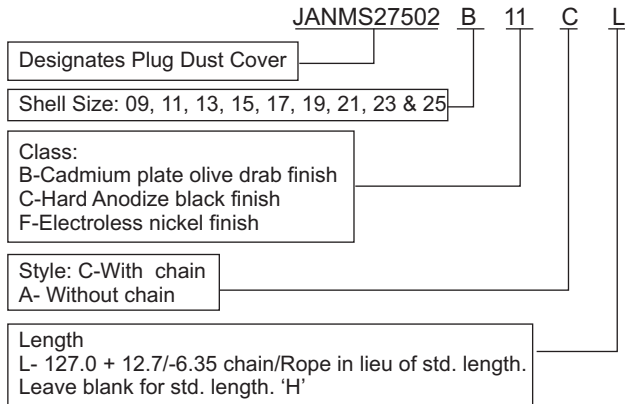 JANMS27502 B 11 C L
Designates Plug Dust Cover
Shell Size: 09, 11, 13, 15, 17, 19, 21, 23 & 25
Class:
B-Cadmium plate olive drab finish
C-Hard Anodize black finish
F-Electroless nickel finish
Style: C-With chain
A- Without chain
Length
L- 127.0 + 12.7/-6.35 chain/Rope in lieu of std. length.
Leave blank for std. length. ‘H’